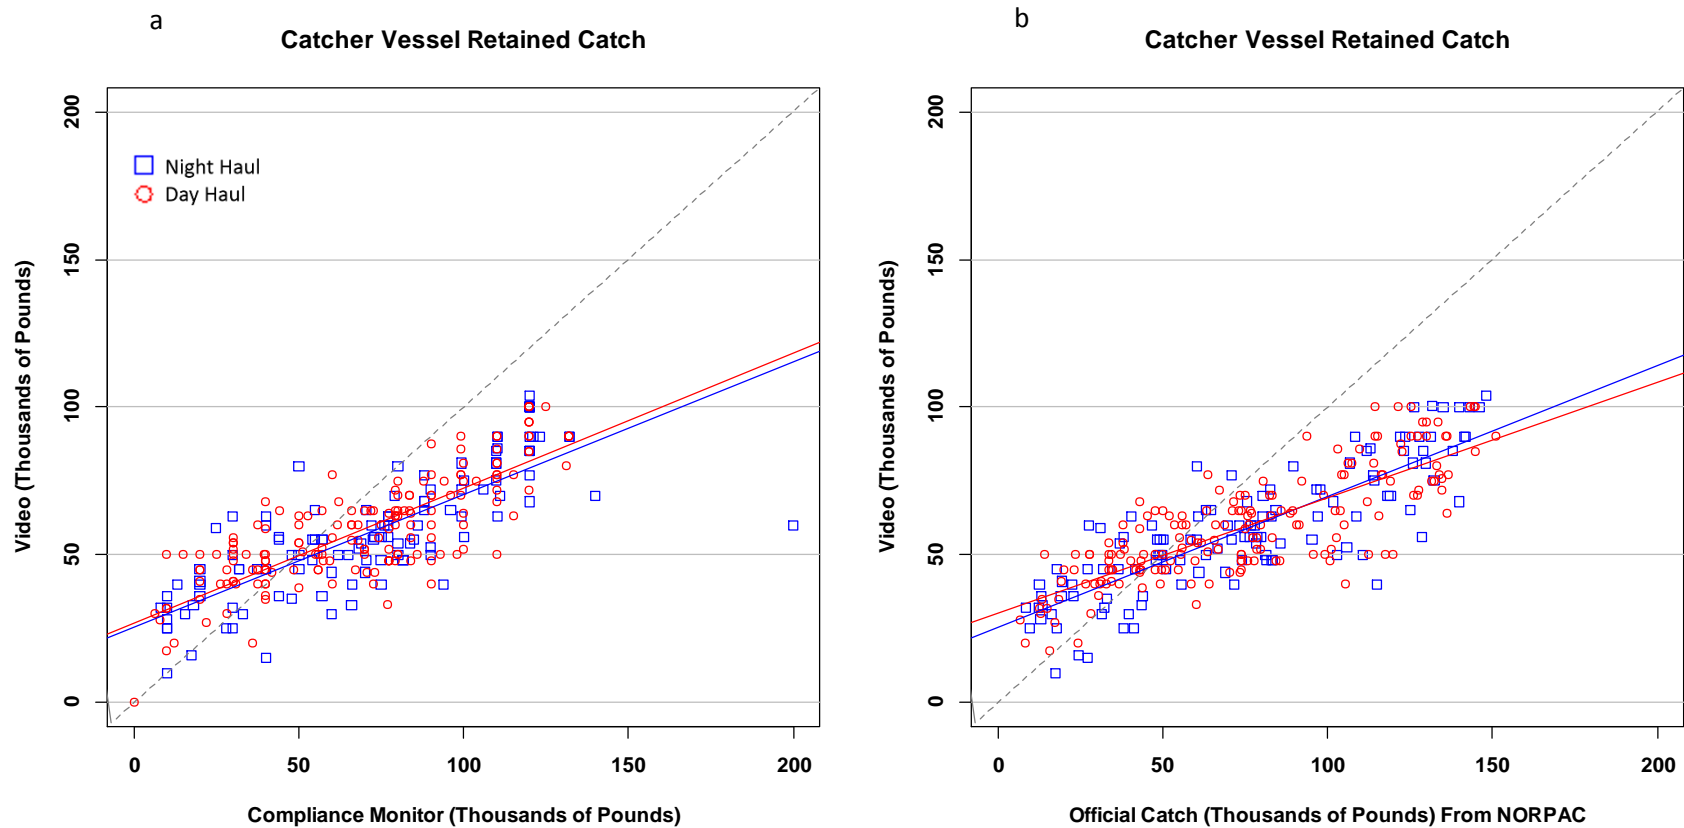 a
Catcher Vessel Retained Catch
200
150
100
50
0
Video (Thousands of Pounds)
Night Haul
Day Haul
0 50 100 150 200
Compliance Monitor (Thousands of Pounds)
b
Catcher Vessel Retained Catch
200
150
100
50
0
Video (Thousands of Pounds)
0 50 100 150 200
Official Catch (Thousands of Pounds) From NORPAC